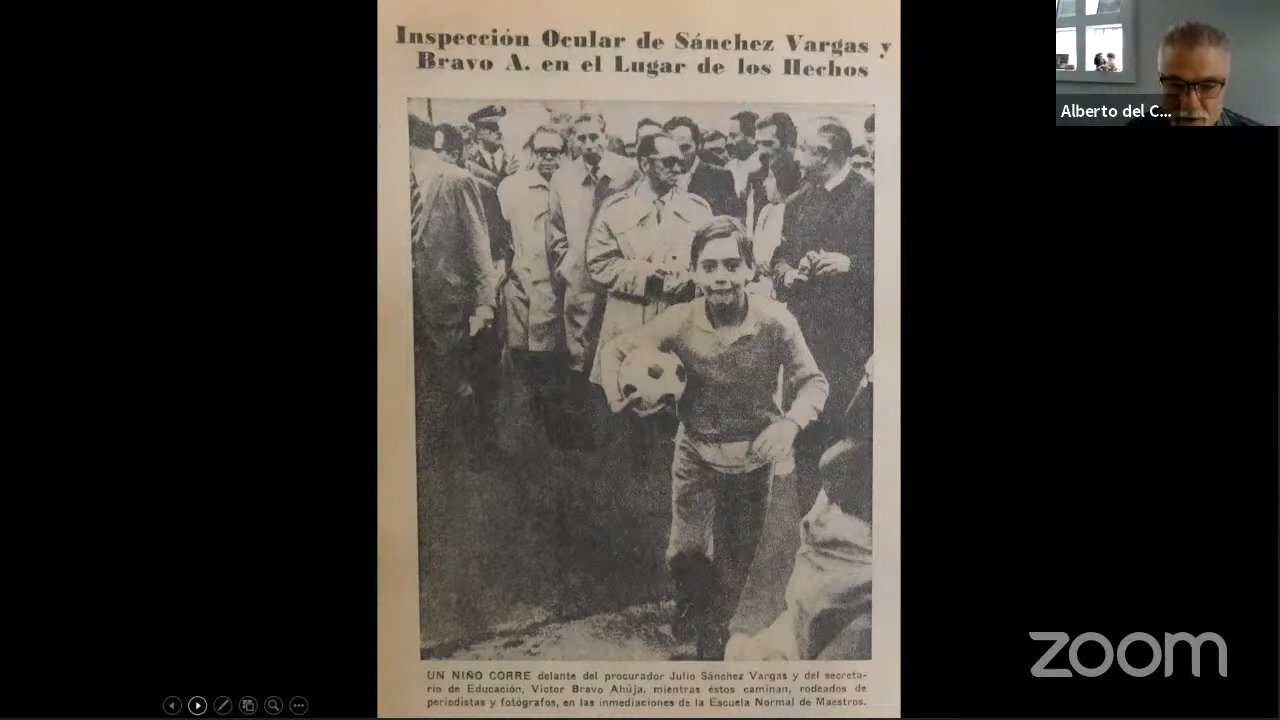 Inspección Ocular de Sánchez Vargas y
Bravo A. en el Lugar de los Hechos
Alberto del C...
UN NIÑO CORRE delante del procurador Julio Sánchez Vargas y del secreta-
rio de Educación, Víctor Bravo Ahúja, mientras éstos caminan, rodeados de
periodistas y fotógrafos, en las inmediaciones de la Escuela Normal de Maestros.
zoom